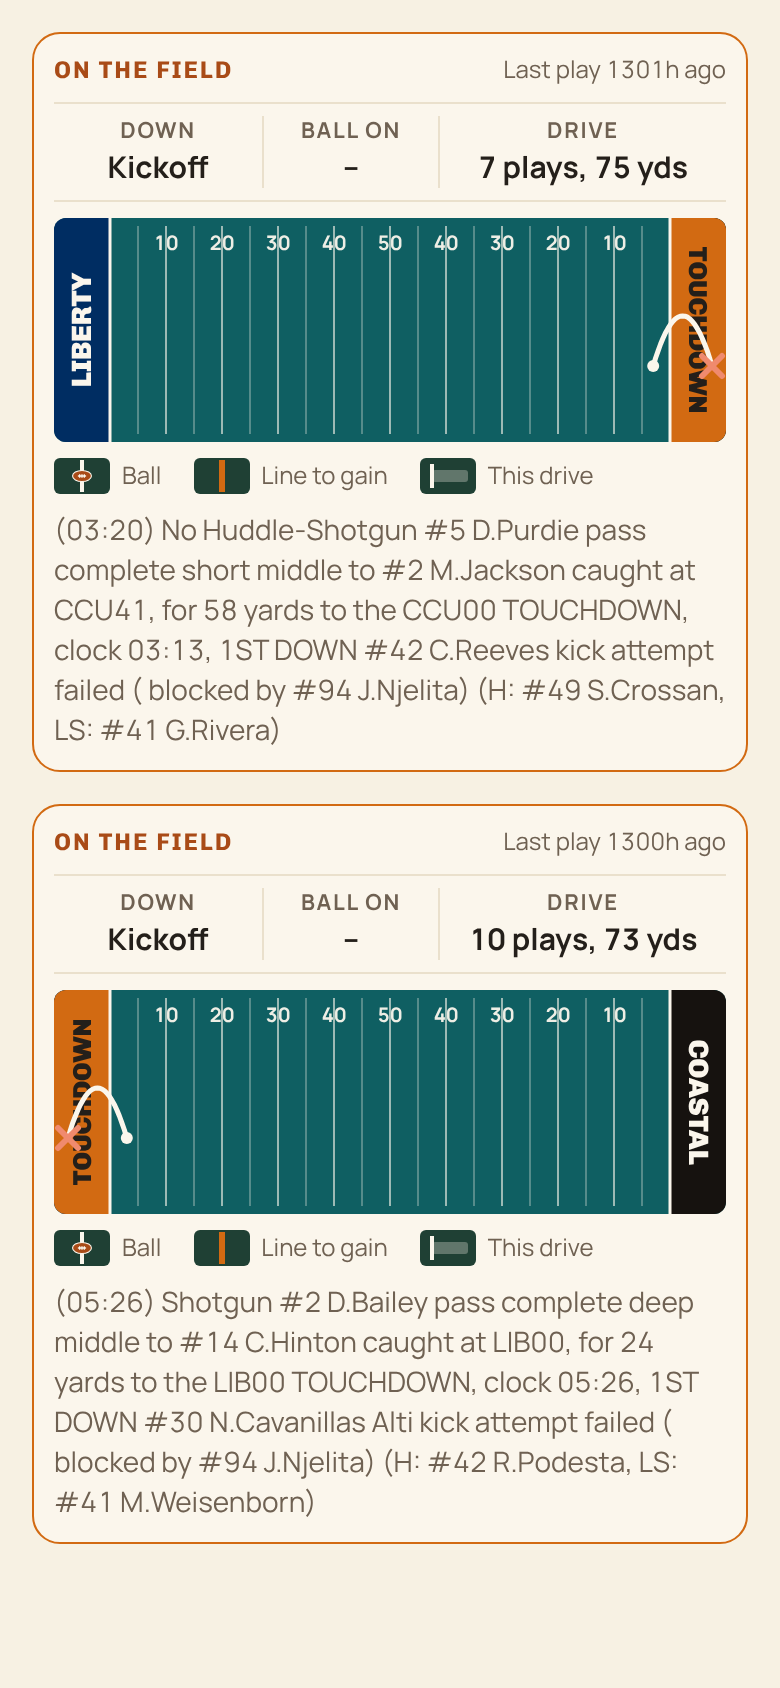 ON THE FIELD
Last play 1301h ago
DOWN
BALL ON
DRIVE
Kickoff
–
7 plays, 75 yds
LIBERTY
10 20 30 40 50 40 30 20 10
TOUCHDOWN
Ball
Line to gain
This drive
(03:20) No Huddle-Shotgun #5 D.Purdie pass
complete short middle to #2 M.Jackson caught at
CCU41, for 58 yards to the CCU00 TOUCHDOWN,
clock 03:13, 1ST DOWN #42 C.Reeves kick attempt
failed ( blocked by #94 J.Njelita) (H: #49 S.Crossan,
LS: #41 G.Rivera)
ON THE FIELD
Last play 1300h ago
DOWN
BALL ON
DRIVE
Kickoff
–
10 plays, 73 yds
TOUCHDOWN
10 20 30 40 50 40 30 20 10
COASTAL
Ball
Line to gain
This drive
(05:26) Shotgun #2 D.Bailey pass complete deep
middle to #14 C.Hinton caught at LIB00, for 24
yards to the LIB00 TOUCHDOWN, clock 05:26, 1ST
DOWN #30 N.Cavanillas Alti kick attempt failed (
blocked by #94 J.Njelita) (H: #42 R.Podesta, LS:
#41 M.Weisenborn)